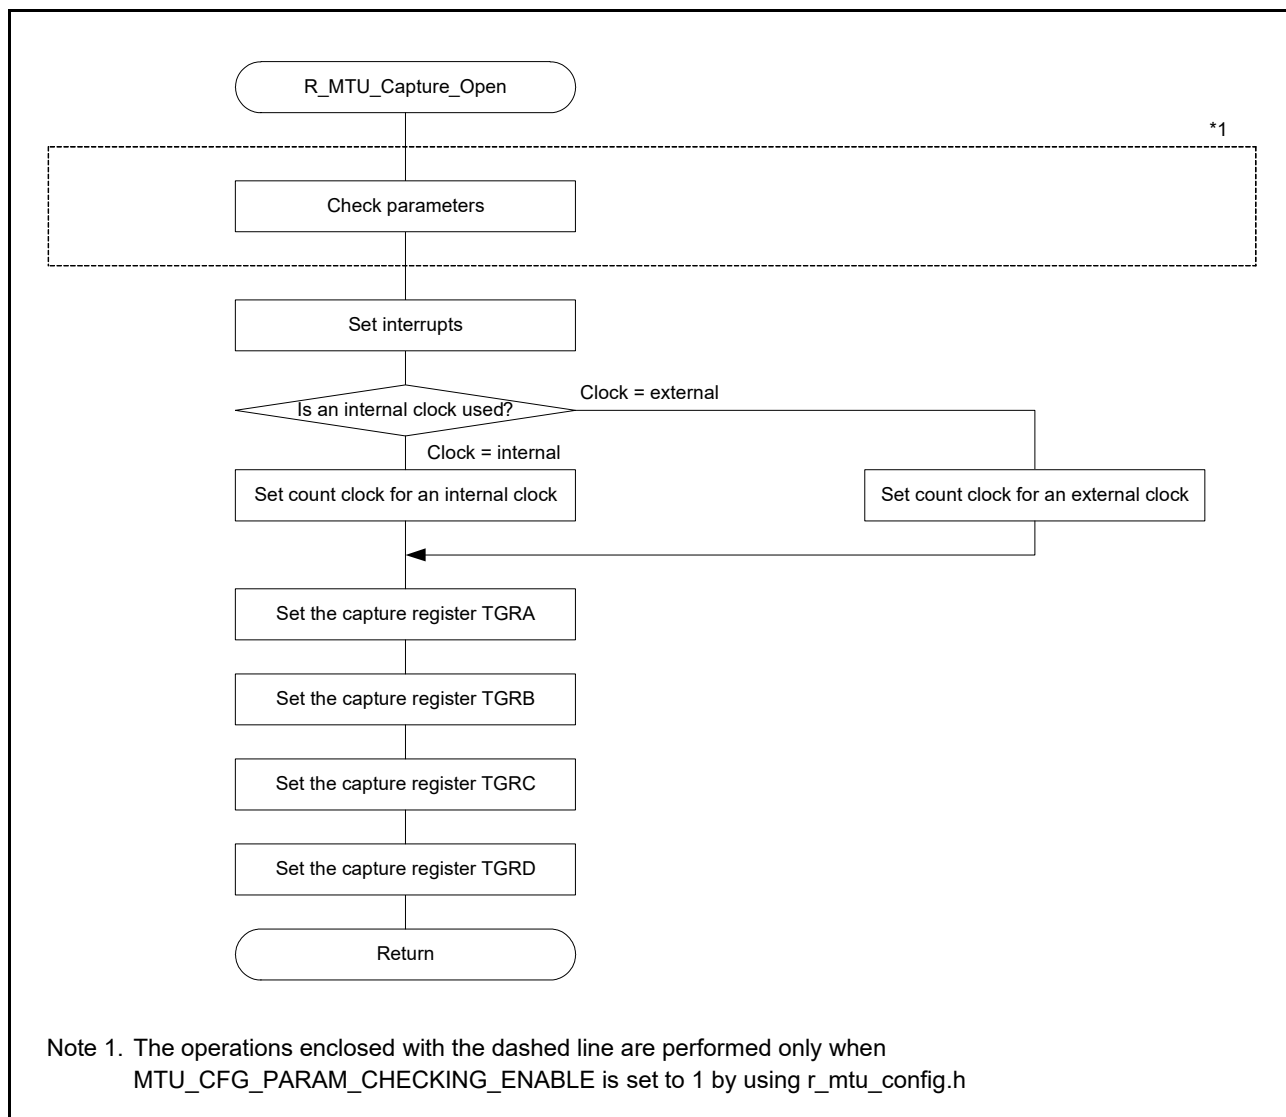 R_MTU_Capture_Open
*1
Check parameters
Set interrupts
Is an internal clock used?
Clock = external
Clock = internal
Set count clock for an internal clock
Set count clock for an external clock
Set the capture register TGRA
Set the capture register TGRB
Set the capture register TGRC
Set the capture register TGRD
Return
Note 1. The operations enclosed with the dashed line are performed only when
MTU_CFG_PARAM_CHECKING_ENABLE is set to 1 by using r_mtu_config.h